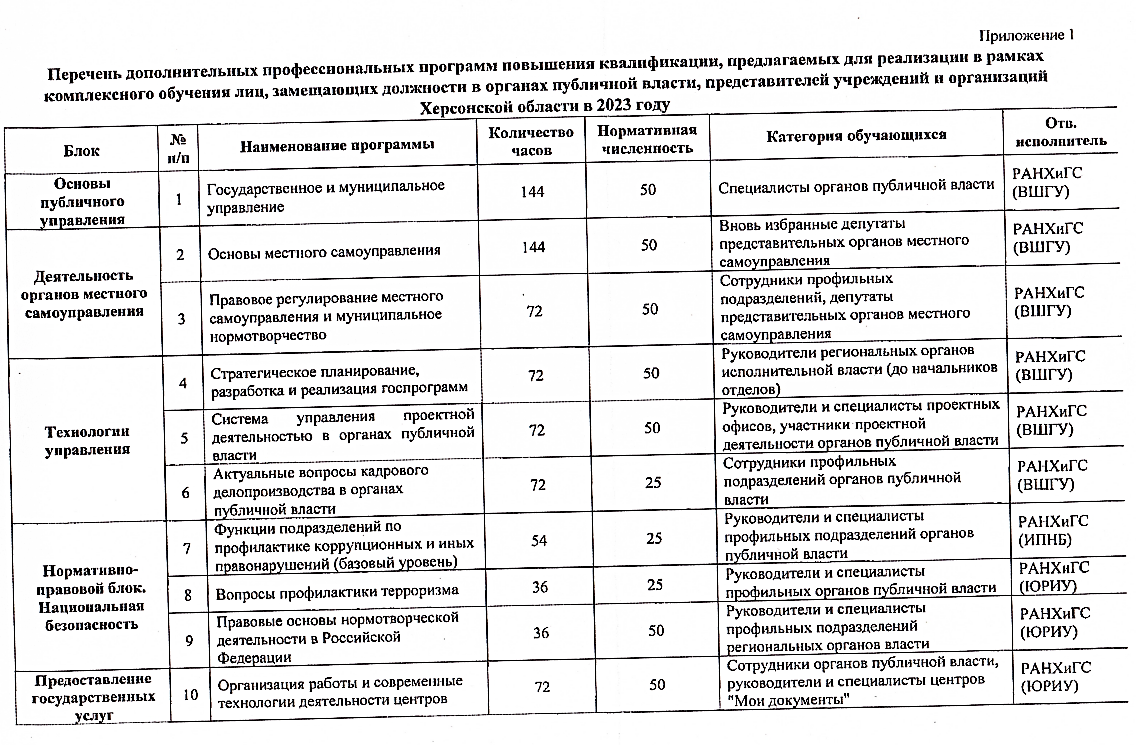 Приложение 1
Перечень дополнительных профессиональных программ повышения квалификации, предлагаемых для реализации в рамках
комплексного обучения лиц, замещающих должности в органах публичной власти, представителей учреждений и организаций
Херсонской области в 2023 году
Блок
№
п/п
Наименование программы
Количество
часов
Нормативная
численность
Категория обучающихся
Отв.
исполнитель
Основы
публичного
управления
1
Государственное и муниципальное
управление
144
50
Специалисты органов публичной власти
РАНХиГС
(ВШГУ)
Деятельность
органов местного
самоуправления
2
Основы местного самоуправления
144
50
Вновь избранные депутаты
представительных органов местного
самоуправления
РАНХиГС
(ВШГУ)
3
Правовое регулирование местного
самоуправления и муниципальное
нормотворчество
72
50
Сотрудники профильных
подразделений, депутаты
представительных органов местного
самоуправления
РАНХиГС
(ВШГУ)
Технологии
управления
4
Стратегическое планирование,
разработка и реализация госпрограмм
72
50
Руководители региональных органов
исполнительной власти (до начальников
отделов)
РАНХиГС
(ВШГУ)
5
Система управления проектной
деятельностью в органах публичной
власти
72
50
Руководители и специалисты проектных
офисов, участники проектной
деятельности органов публичной власти
РАНХиГС
(ВШГУ)
6
Актуальные вопросы кадрового
делопроизводства в органах
публичной власти
72
25
Сотрудники профильных
подразделений органов публичной
власти
РАНХиГС
(ВШГУ)
Нормативно-
правовой блок.
Национальная
безопасность
7
Функции подразделений по
профилактике коррупционных и иных
правонарушений (базовый уровень)
54
25
Руководители и специалисты
профильных подразделений органов
публичной власти
РАНХиГС
(ИПНБ)
8
Вопросы профилактики терроризма
36
25
Руководители и специалисты
профильных органов публичной власти
РАНХиГС
(ЮРИУ)
9
Правовые основы нормотворческой
деятельности в Российской
Федерации
36
50
Руководители и специалисты
профильных подразделений
региональных органов власти
РАНХиГС
(ЮРИУ)
Предоставление
государственных
услуг
10
Организация работы и современные
технологии деятельности центров
72
50
Сотрудники органов публичной власти,
руководители и специалисты центров
"Мои документы"
РАНХиГС
(ЮРИУ)